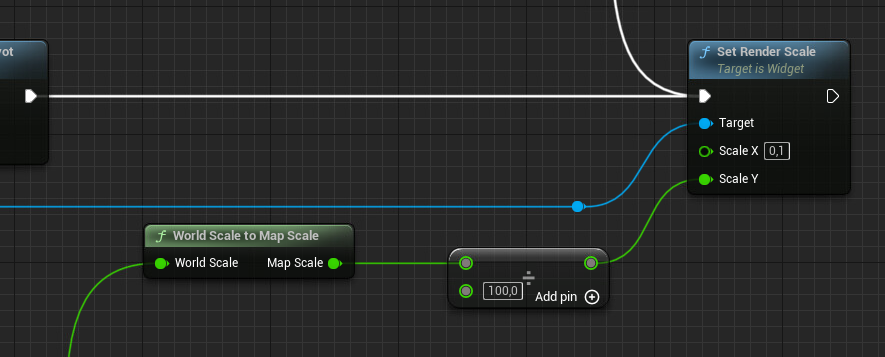 vot
Set Render Scale
Target is Widget
Target
Scale X 0,1
Scale Y
World Scale to Map Scale
World Scale Map Scale
÷
100,0 Add pin